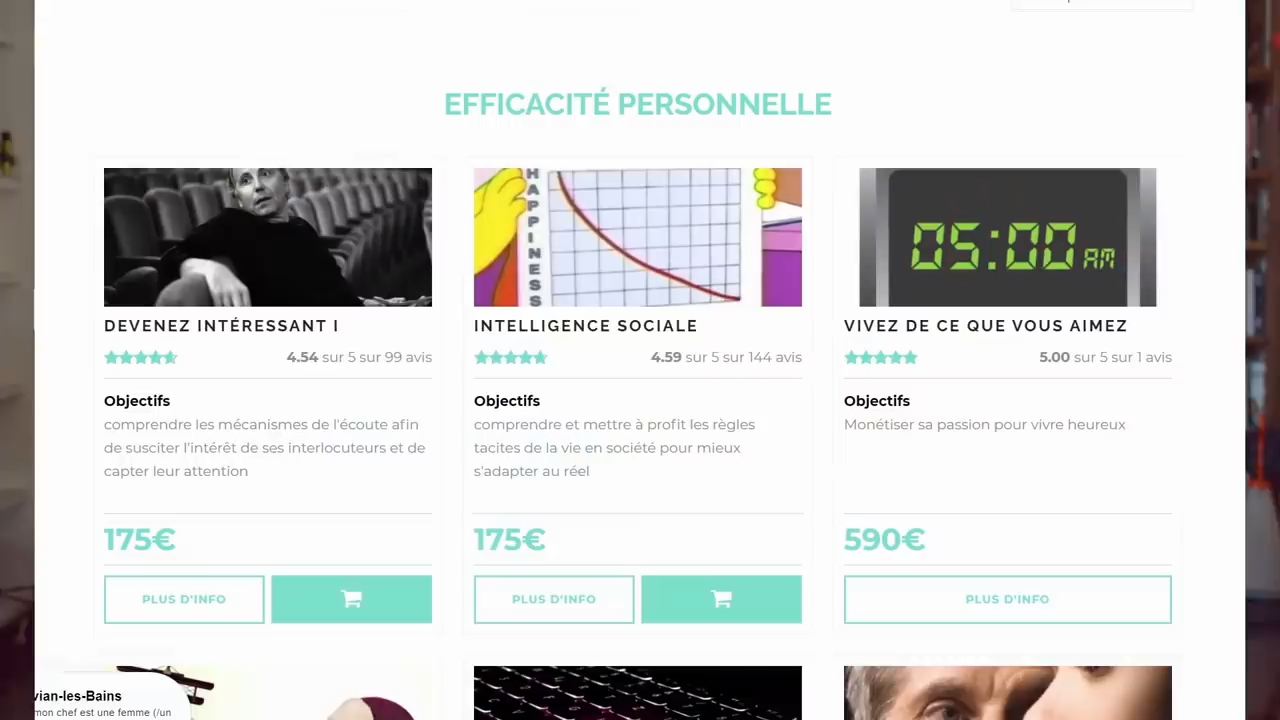 EFFICACITÉ PERSONNELLE
HAPPINESS
05:00 AM
DEVENEZ INTÉRESSANT I
4.54 sur 5 sur 99 avis
Objectifs
comprendre les mécanismes de l'écoute afin
de susciter l'intérêt de ses interlocuteurs et de
capter leur attention
175€
PLUS D'INFO
INTELLIGENCE SOCIALE
4.59 sur 5 sur 144 avis
Objectifs
comprendre et mettre à profit les règles
tacites de la vie en société pour mieux
s'adapter au réel
175€
PLUS D'INFO
VIVEZ DE CE QUE VOUS AIMEZ
5.00 sur 5 sur 1 avis
Objectifs
Monétiser sa passion pour vivre heureux
590€
PLUS D'INFO
vian-les-Bains
mon chef est une femme (/un